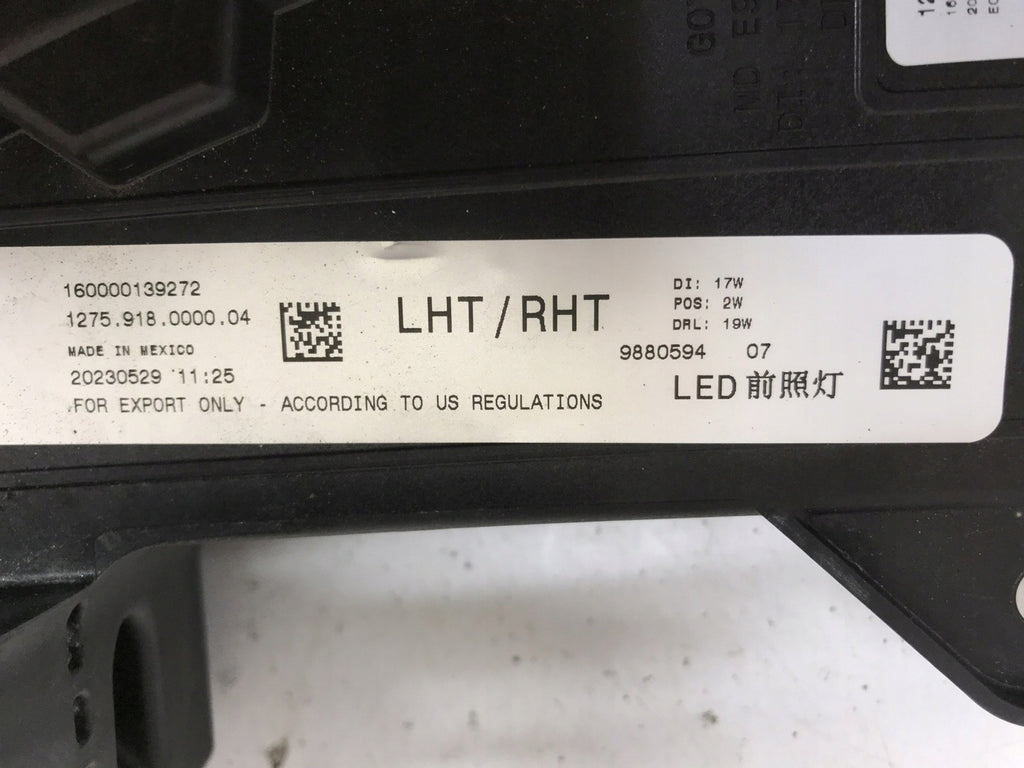 160000139272
1275.918.0000.04
MADE IN MEXICO
20230529 11:25
FOR EXPORT ONLY - ACCORDING TO US REGULATIONS
LHT/RHT
DI: 17W
POS: 2W
DRL: 19W
9880594 07
LED 前照灯